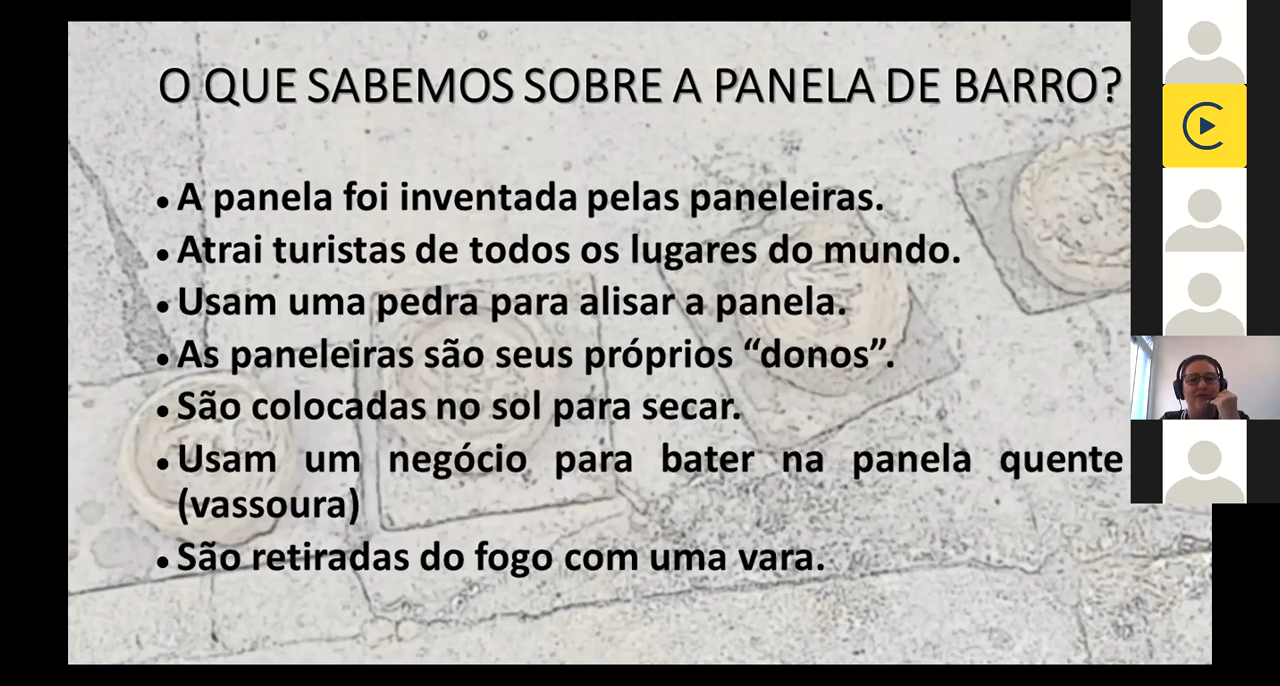 O QUE SABEMOS SOBRE A PANELA DE BARRO?
• A panela foi inventada pelas paneleiras.
• Atrai turistas de todos os lugares do mundo.
• Usam uma pedra para alisar a panela.
• As paneleiras são seus próprios “donos”.
• São colocadas no sol para secar.
• Usam um negócio para bater na panela quente
(vassoura)
• São retiradas do fogo com uma vara.